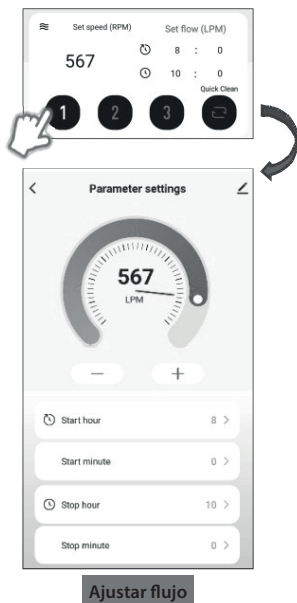 Set speed (RPM) Set flow (LPM)
567
8 : 0
10 : 0
Quick Clean
1 2 3
Parameter settings
567
LPM
Start hour 8
Start minute 0
Stop hour 10
Stop minute 0
Ajustar flujo